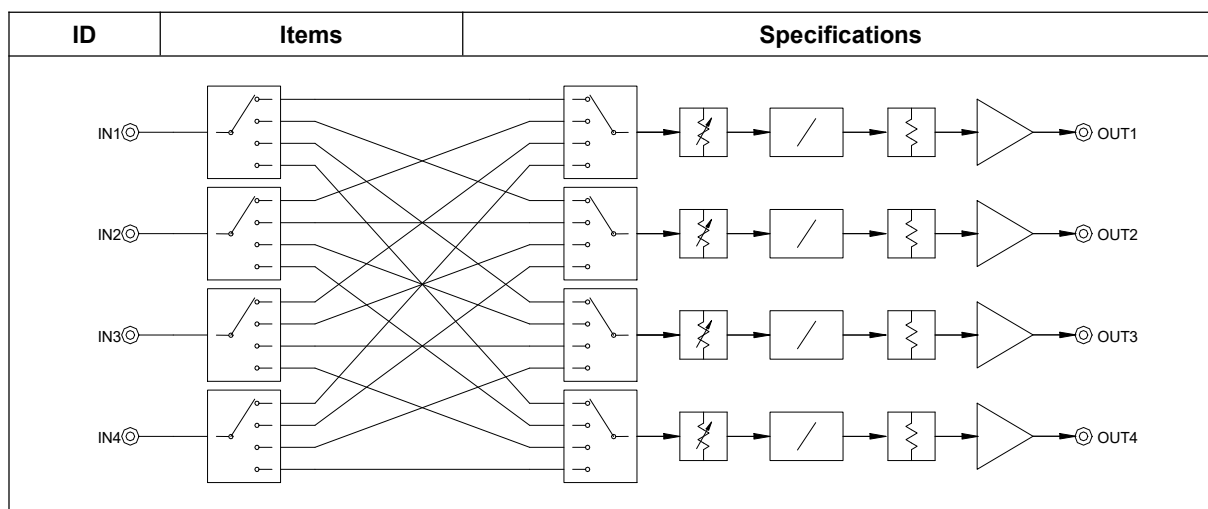 ID Items Specifications
IN1 OUT1
IN2 OUT2
IN3 OUT3
IN4 OUT4